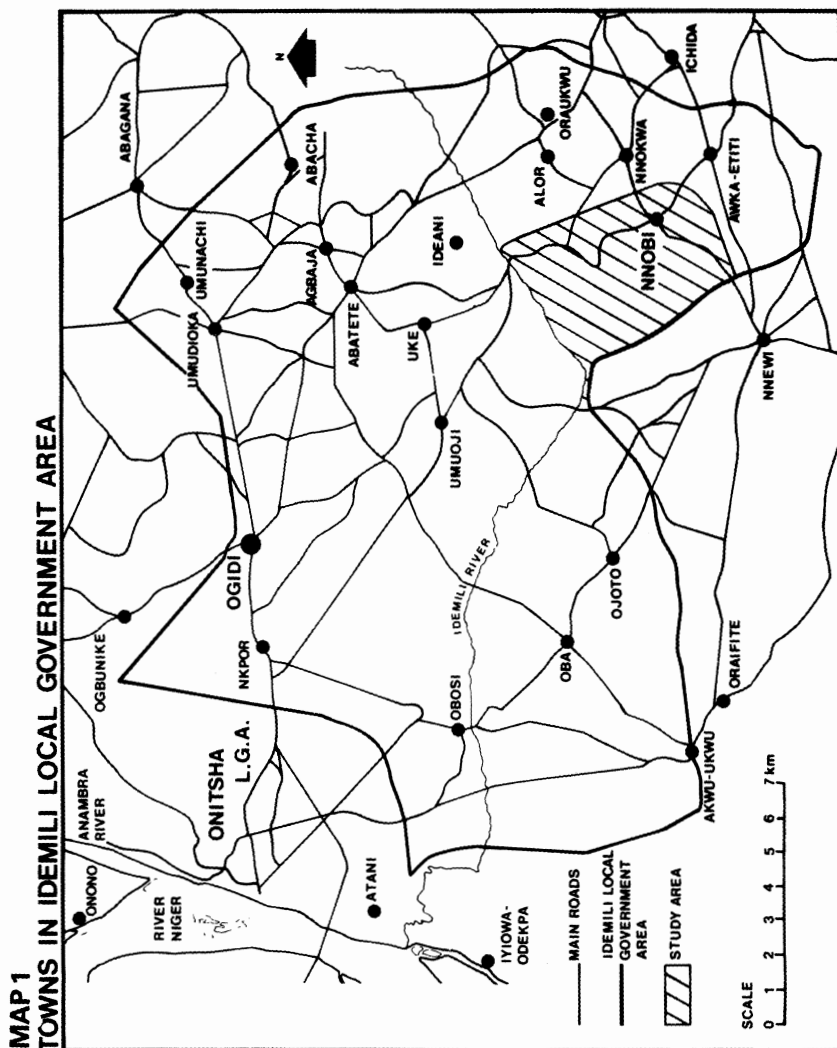 MAP 1
TOWNS IN IDEMILI LOCAL GOVERNMENT AREA
ONONO
ANAMBRA
RIVER
RIVER
NIGER
OGBUNIKE
ABAGANA
N
ONITSHA
L.G.A.
NKPOR
OGIDI
UMUDIOKA
UMUNACHI
ABACHA
AGBAJA
ABATETE
ATANI
UKE
UMUOJI
IDEANI
OBOSI
IDEMILI RIVER
IYIOWA-
ODEKPA
ALOR
ORAUKWU
OBA
OJOTO
NNOKWA
ICHIDA
NNOBI
AWKA-ETITI
AKWU-UKWU
ORAIFITE
NNEWI
MAIN ROADS
IDEMILI LOCAL
GOVERNMENT
AREA
STUDY AREA
SCALE
0 1 2 3 4 5 6 7 km